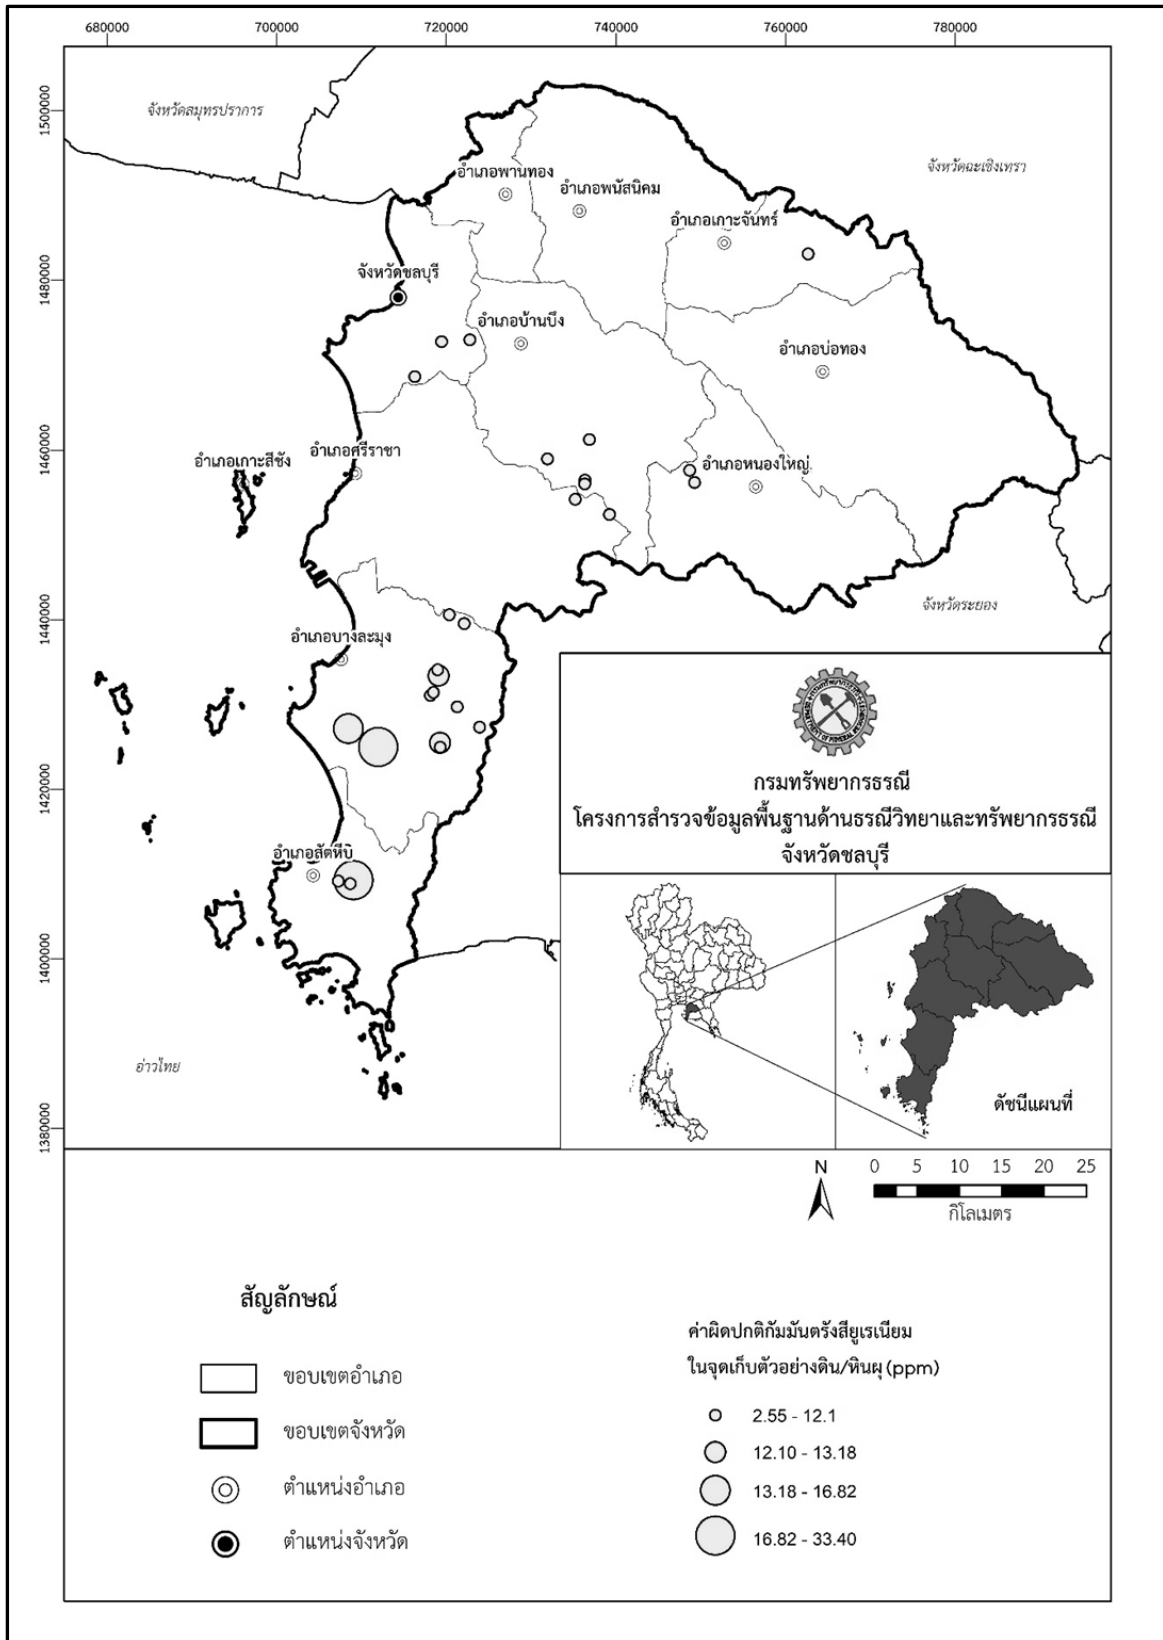 680000 700000 720000 740000 760000 780000
1500000
1480000
1460000
1440000
1420000
1400000
1380000
จังหวัดสมุทรปราการ
จังหวัดฉะเชิงเทรา
อำเภอพานทอง
อำเภอพนัสนิคม
อำเภอเกาะจันทร์
จังหวัดชลบุรี
อำเภอบ้านบึง
อำเภอบ่อทอง
อำเภอศรีราชา
อำเภอเกาะสีชัง
อำเภอหนองใหญ่
จังหวัดระยอง
อำเภอบางละมุง
อำเภอสัตหีบ
อ่าวไทย
กรมทรัพยากรธรณี
โครงการสำรวจข้อมูลพื้นฐานด้านธรณีวิทยาและทรัพยากรธรณี
จังหวัดชลบุรี
ดัชนีแผนที่
N
0 5 10 15 20 25
กิโลเมตร
สัญลักษณ์
ขอบเขตอำเภอ
ขอบเขตจังหวัด
ตำแหน่งอำเภอ
ตำแหน่งจังหวัด
ค่าผิดปกติกัมมันตรังสียูเรเนียม
ในจุดเก็บตัวอย่างดิน/หินผุ (ppm)
2.55 - 12.1
12.10 - 13.18
13.18 - 16.82
16.82 - 33.40